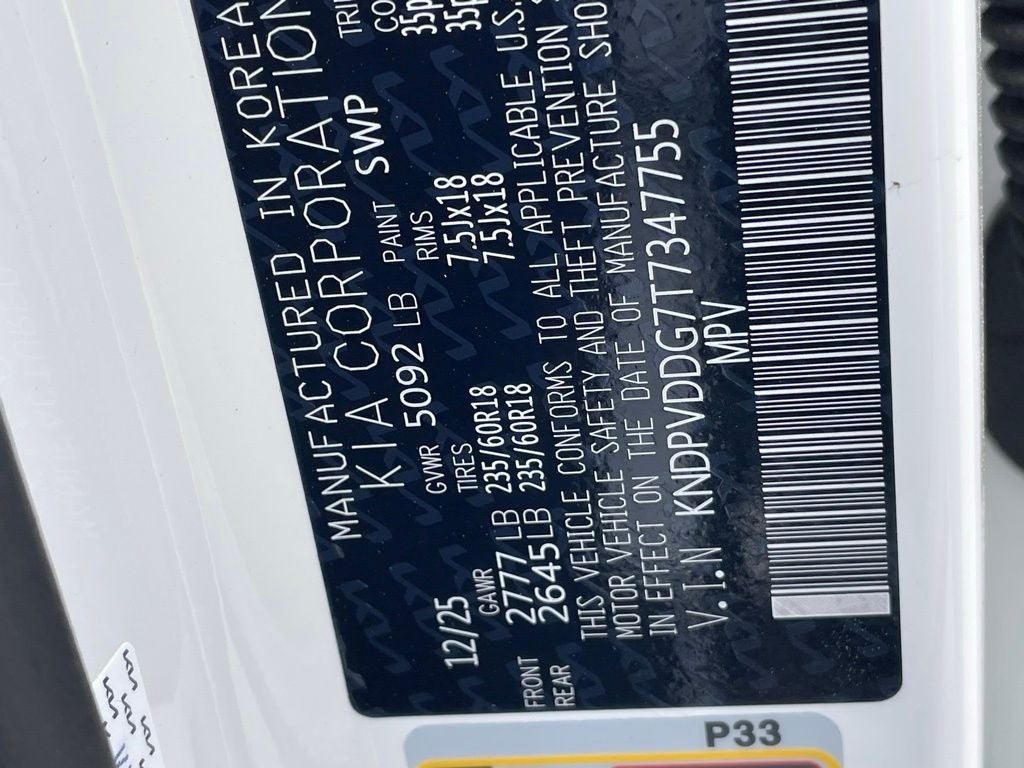 MANUFACTURED IN KOREA
KIA CORPORATION
12/25 GVWR 5092 LB PAINT SWP
GAWR TIRES RIMS
FRONT 2777 LB 235/60R18 7.5Jx18 35p
REAR 2645LB 235/60R18 7.5Jx18
THIS VEHICLE CONFORMS TO ALL APPLICABLE U.S.
MOTOR VEHICLE SAFETY AND THEFT PREVENTION
IN EFFECT ON THE DATE OF MANUFACTURE
V.I.N KNDPVDDG7T7347755
MPV
P33